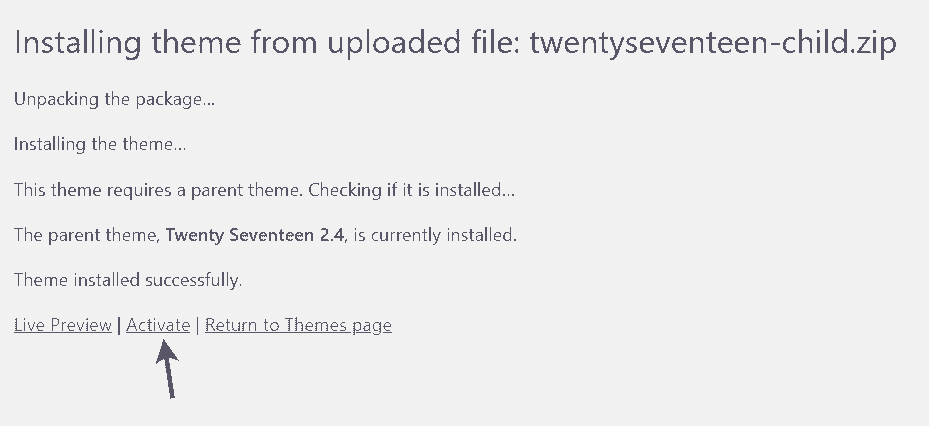 Installing theme from uploaded file: twentyseventeen-child.zip
Unpacking the package...
Installing the theme...
This theme requires a parent theme. Checking if it is installed...
The parent theme, Twenty Seventeen 2.4, is currently installed.
Theme installed successfully.
Live Preview | Activate | Return to Themes page